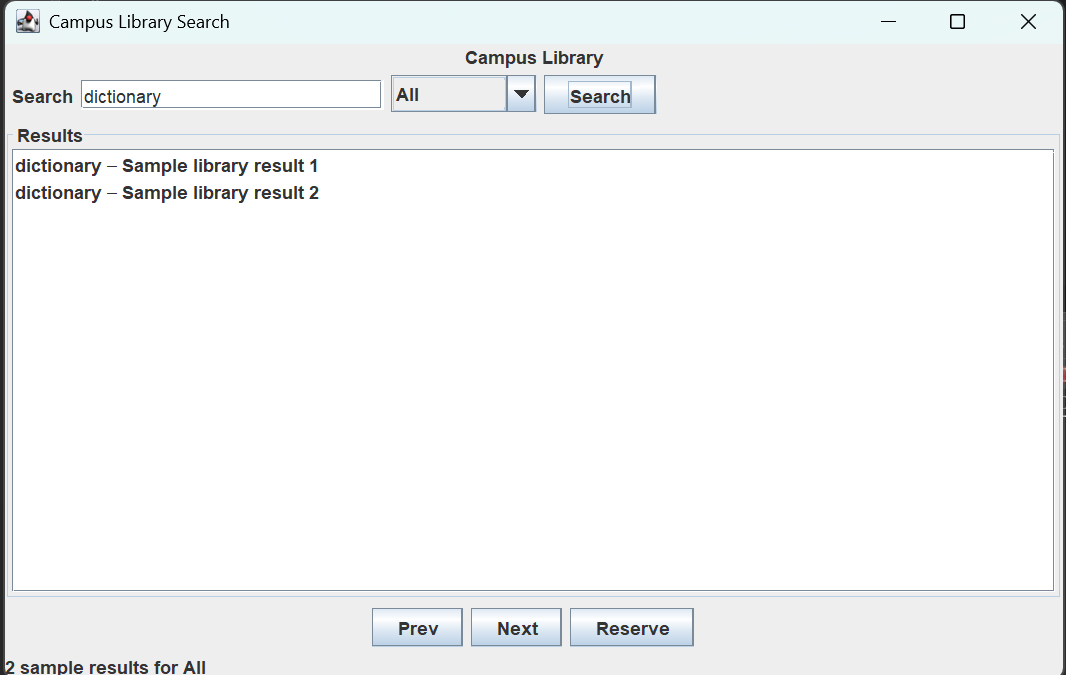 Campus Library Search
Campus Library
Search dictionary All Search
Results
dictionary – Sample library result 1
dictionary – Sample library result 2
Prev Next Reserve
2 sample results for All